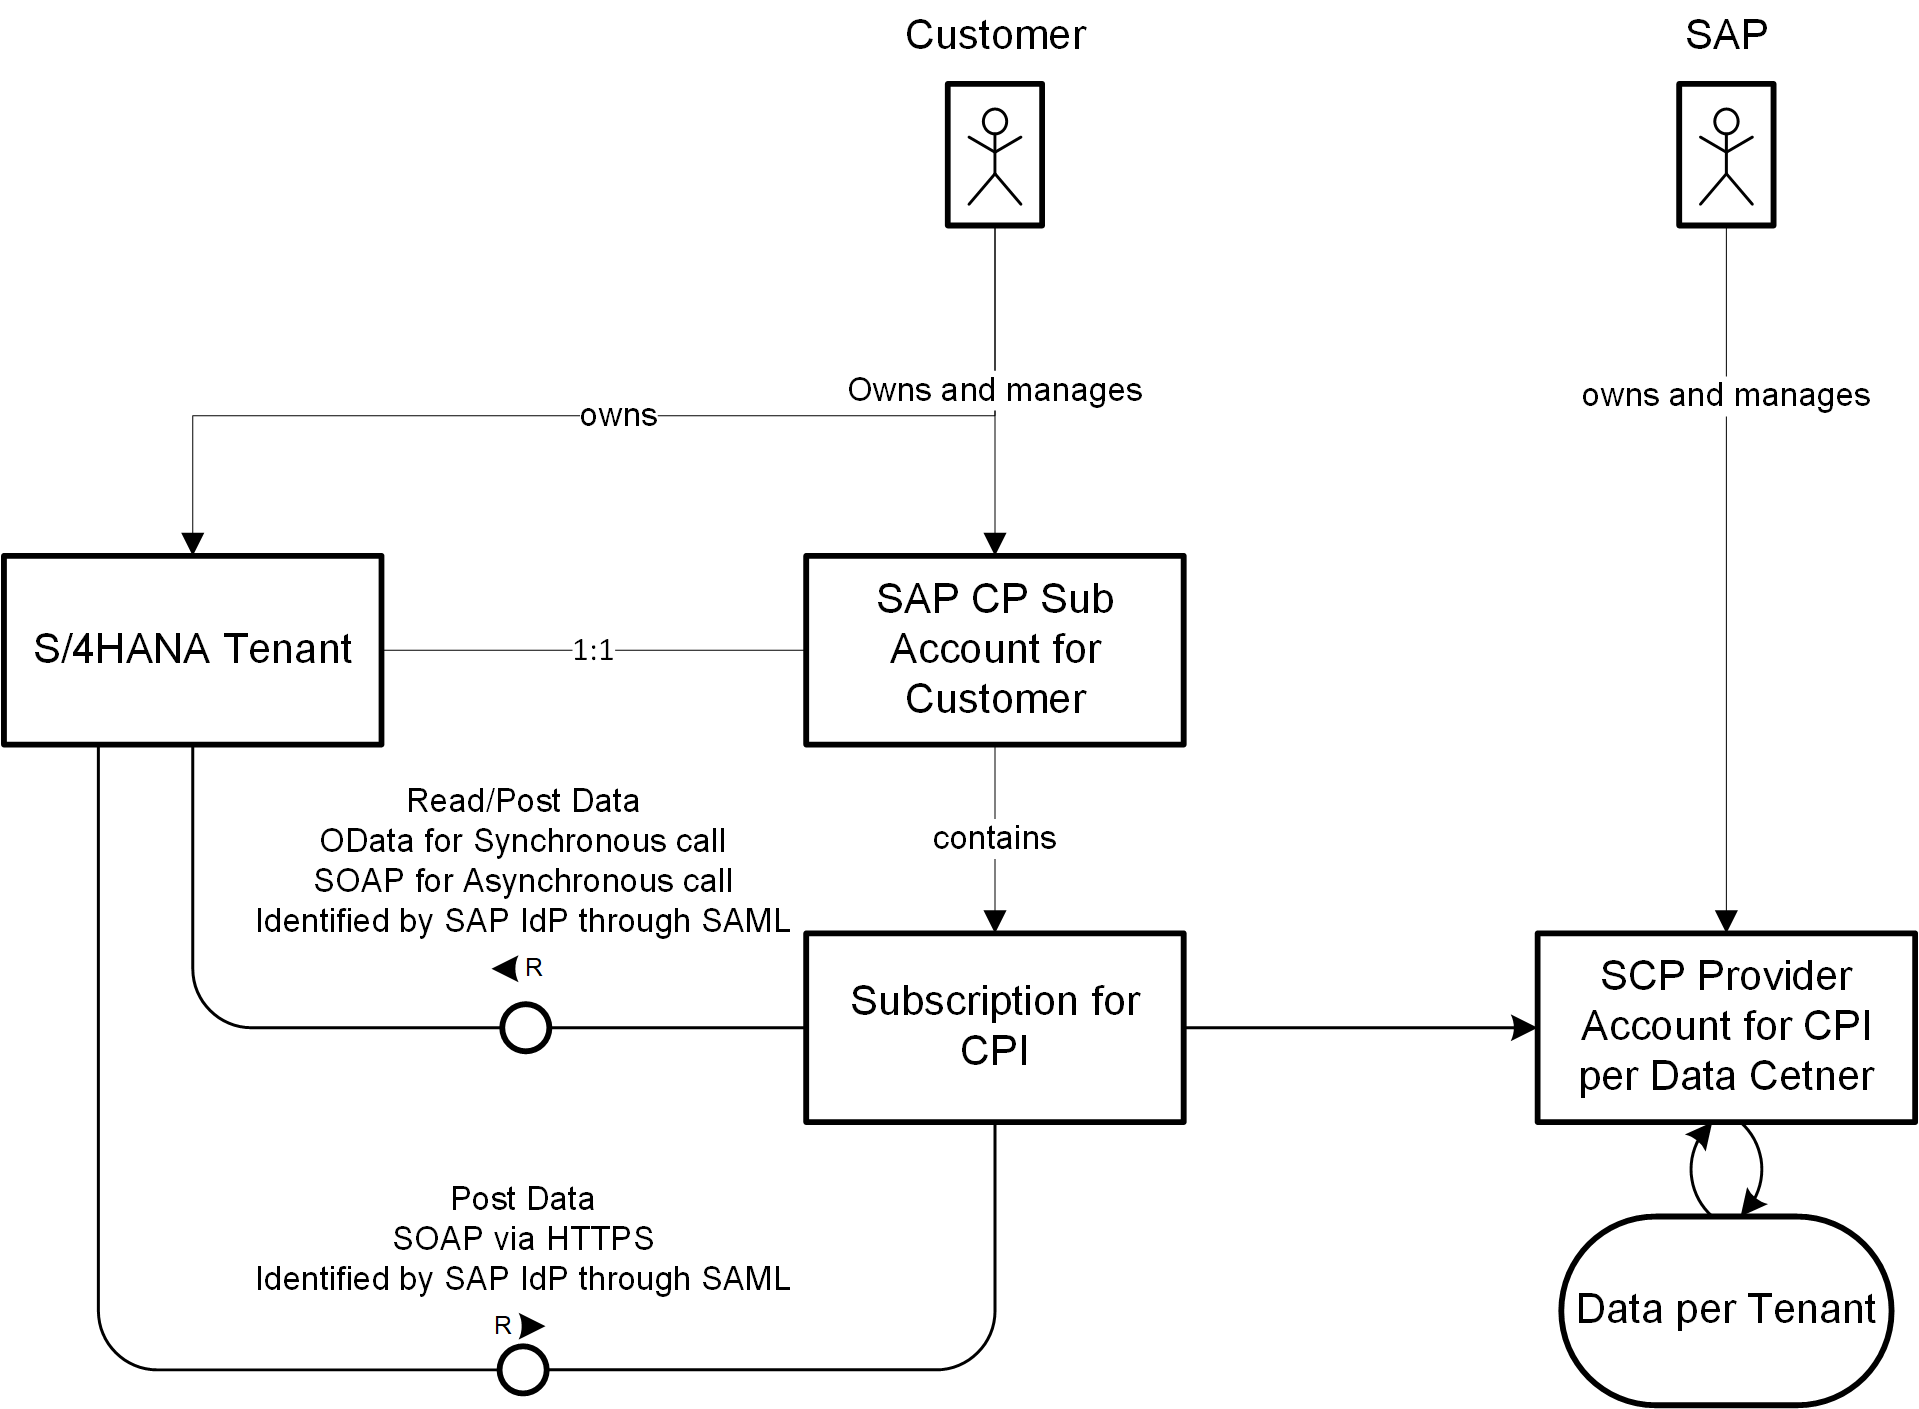 Customer
SAP
Owns and manages
owns and manages
owns
S/4HANA Tenant
1:1
SAP CP Sub
Account for
Customer
Read/Post Data
OData for Synchronous call
SOAP for Asynchronous call
Identified by SAP IdP through SAML
R
contains
Subscription for
CPI
SCP Provider
Account for CPI
per Data Cetner
Post Data
SOAP via HTTPS
Identified by SAP IdP through SAML
R
Data per Tenant